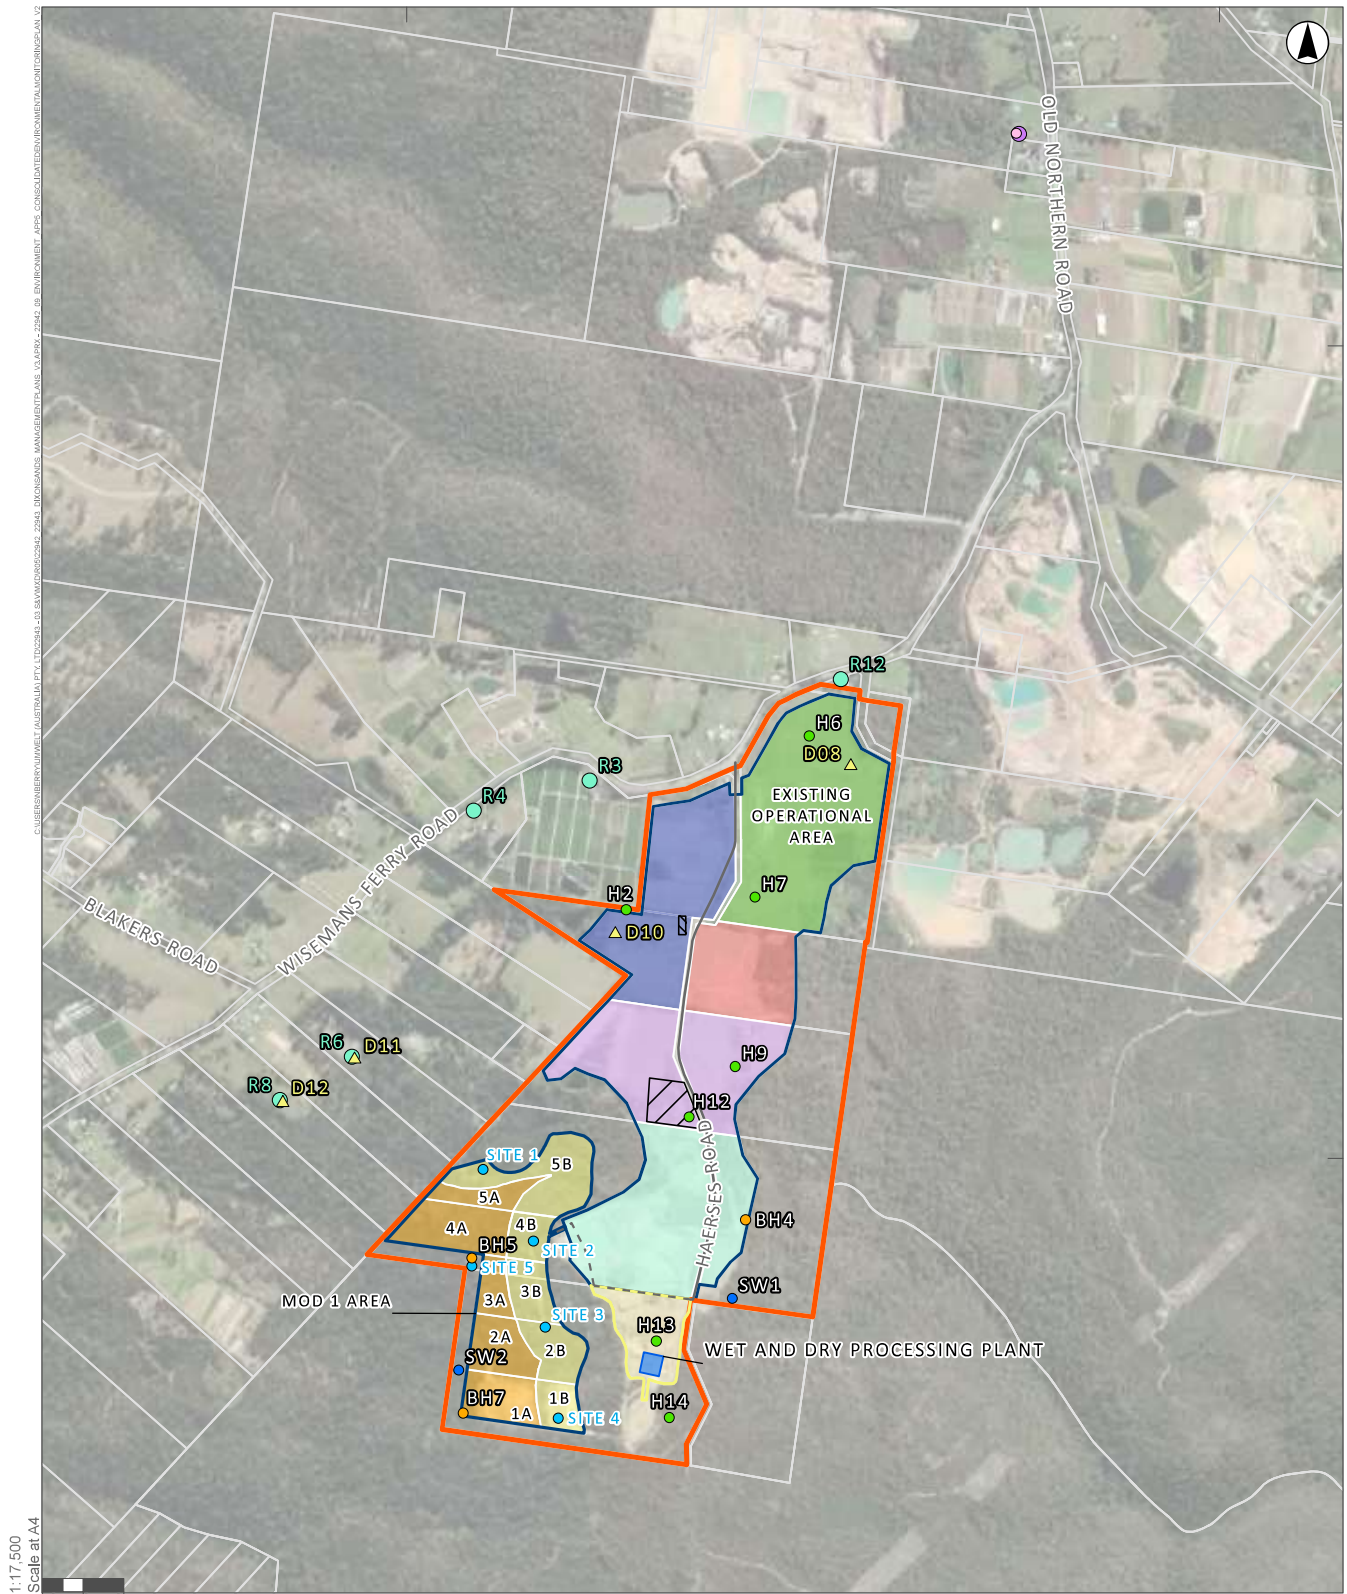 OLD NORTHERN ROAD
R12
H6
D08
R3
EXISTING
OPERATIONAL
AREA
R4
WISEMANS FERRY ROAD
H7
H2
D10
BLAKERS ROAD
R6
D11
H9
R8
D12
H12
HAERSES ROAD
SITE 1
5B
5A
4A
4B
BH4
BH5
SITE 2
SITE 5
3B
SW1
MOD 1 AREA
3A
SITE 3
H13
2A
2B
WET AND DRY PROCESSING PLANT
SW2
BH7
1B
1A
SITE 4
H14
1:17,500
Scale at A4